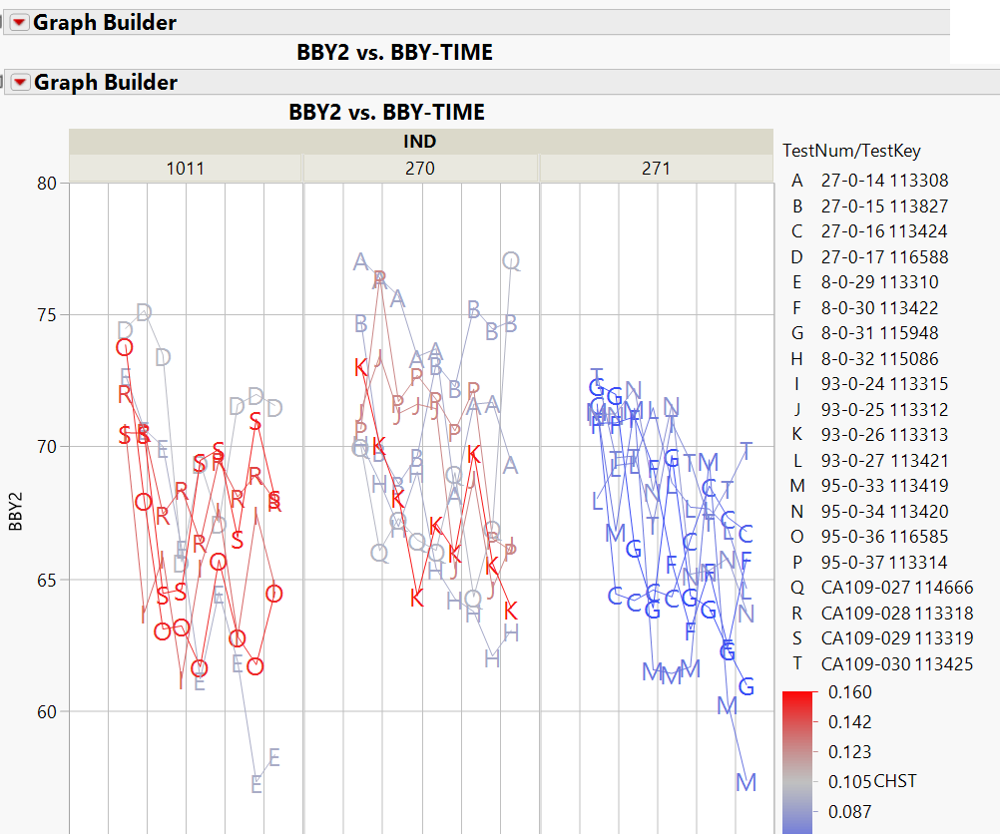 Graph Builder
BBY2 vs. BBY-TIME
Graph Builder
BBY2 vs. BBY-TIME
IND
1011 270 271
80
75
70
65
60
BBY2
TestNum/TestKey
A 27-0-14 113308
B 27-0-15 113827
C 27-0-16 113424
D 27-0-17 116588
E 8-0-29 113310
F 8-0-30 113422
G 8-0-31 115948
H 8-0-32 115086
I 93-0-24 113315
J 93-0-25 113312
K 93-0-26 113313
L 93-0-27 113421
M 95-0-33 113419
N 95-0-34 113420
O 95-0-36 116585
P 95-0-37 113314
Q CA109-027 114666
R CA109-028 113318
S CA109-029 113319
T CA109-030 113425
0.160
0.142
0.123
0.105 CHST
0.087